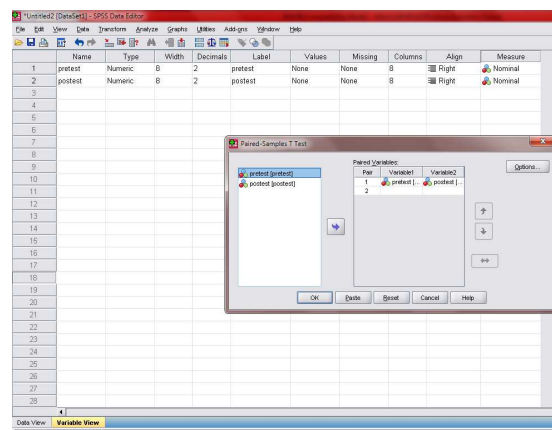 *Untitled2 [DataSet1] - SPSS Data Editor
File Edit View Data Transform Analyze Graphs Utilities Add-ons Window Help
Name Type Width Decimals Label Values Missing Columns Align Measure
1 pretest Numeric 8 2 pretest None None 8 Right Nominal
2 postest Numeric 8 2 postest None None 8 Right Nominal
3
4
5
6
7
8
9
10
11
12
13
14
15
16
17
18
19
20
21
22
23
24
25
26
27
28
Paired-Samples T Test
pretest [pretest]
postest [postest]
Paired Variables:
Pair Variable1 Variable2
1 pretest [... postest [...
2
Options...
OK Paste Reset Cancel Help
Data View Variable View